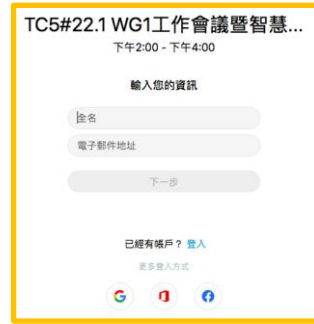 TC5#22.1 WG1工作會議暨智慧...
下午2:00 - 下午4:00
輸入您的資訊
全名
電子郵件地址
下一步
已經有帳戶？ 登入
更多登入方式